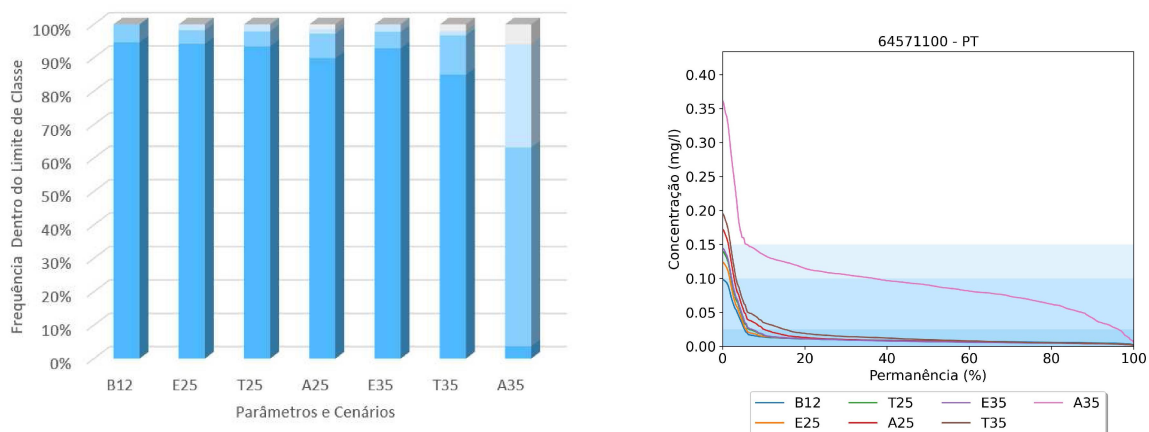 100%
90%
80%
70%
60%
50%
40%
30%
20%
10%
0%
Frequência Dentro do Limite de Classe
B12 E25 T25 A25 E35 T35 A35
Parâmetros e Cenários
64571100 - PT
0.40
0.35
0.30
0.25
0.20
0.15
0.10
0.05
0.00
Concentração (mg/l)
0 20 40 60 80 100
Permanência (%)
B12 T25 E35 A35
E25 A25 T35